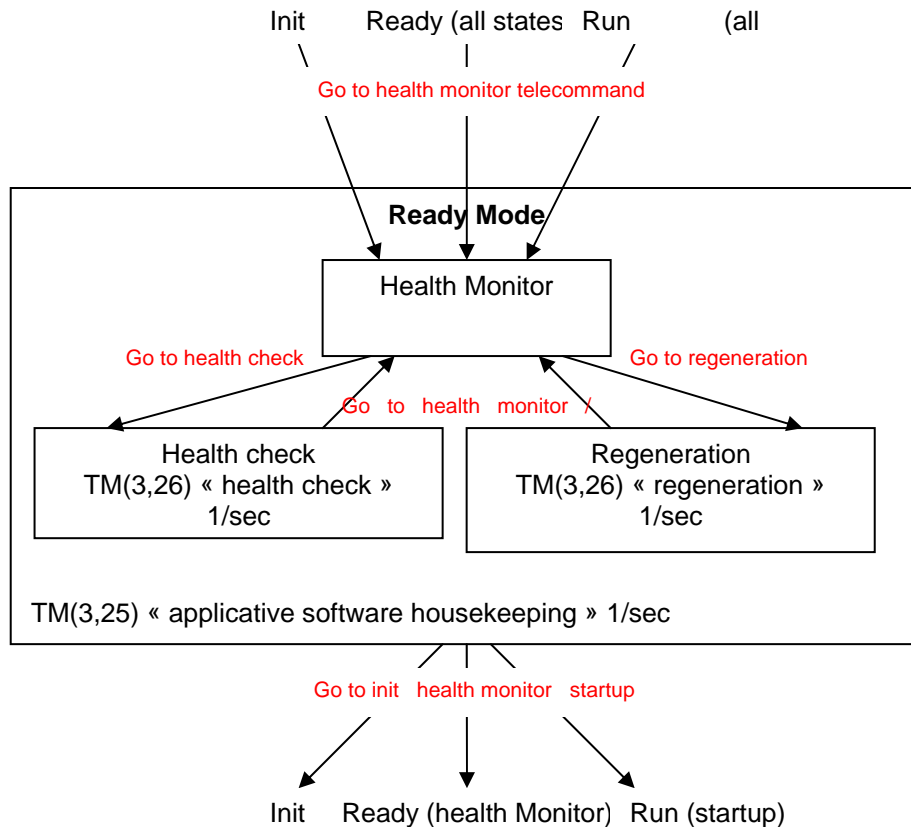 Init Ready (all states Run (all
Go to health monitor telecommand
Ready Mode
Health Monitor
Go to health check
Go to regeneration
Go to health monitor /
Health check
TM(3,26) « health check »
1/sec
Regeneration
TM(3,26) « regeneration »
1/sec
TM(3,25) « applicative software housekeeping » 1/sec
Go to init health monitor startup
Init Ready (health Monitor) Run (startup)